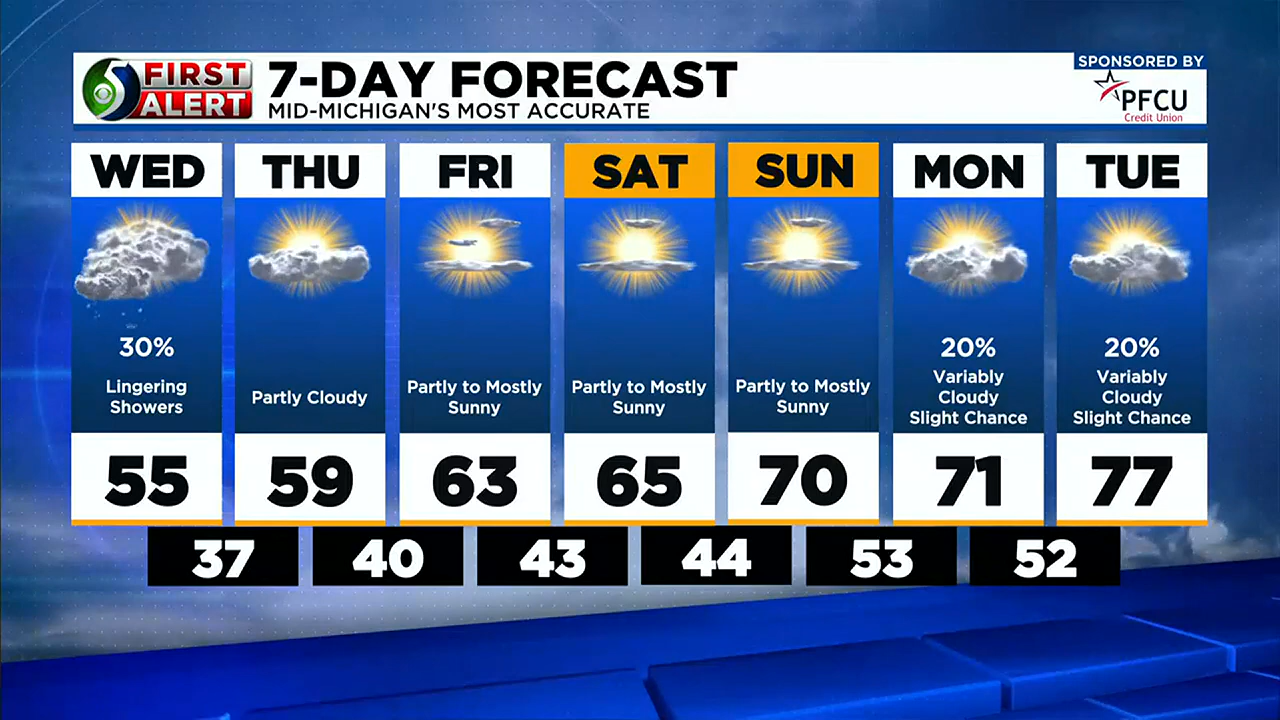 5 FIRST ALERT
7-DAY FORECAST
MID-MICHIGAN'S MOST ACCURATE
SPONSORED BY
PFCU
Credit Union
WED
THU
FRI
SAT
SUN
MON
TUE
30%
Lingering
Showers
Partly Cloudy
Partly to Mostly
Sunny
Partly to Mostly
Sunny
Partly to Mostly
Sunny
20%
Variably
Cloudy
Slight Chance
20%
Variably
Cloudy
Slight Chance
55
59
63
65
70
71
77
37
40
43
44
53
52